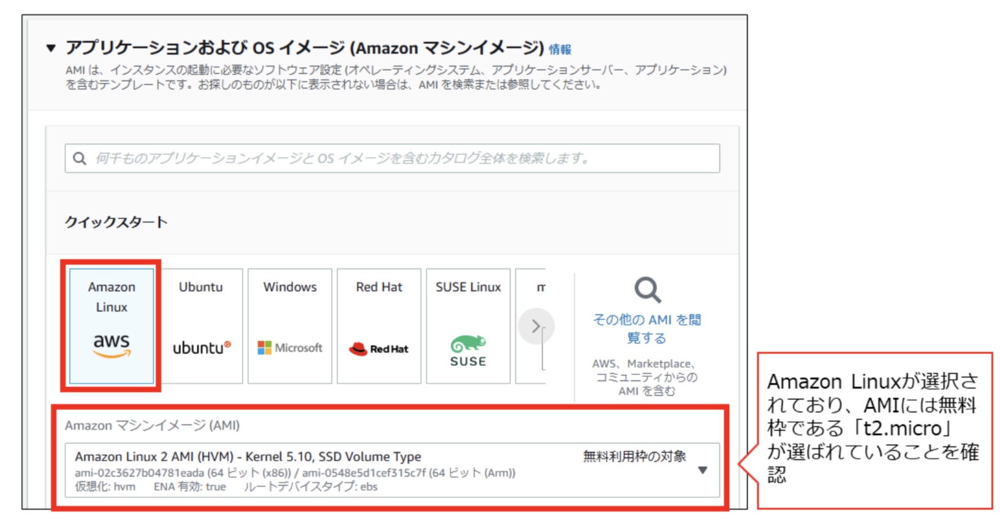 ▼ アプリケーションおよび OS イメージ (Amazon マシンイメージ) 情報
AMI は、インスタンスの起動に必要なソフトウェア設定 (オペレーティングシステム、アプリケーションサーバー、アプリケーション)
を含むテンプレートです。お探しのものが以下に表示されない場合は、AMI を検索または参照してください。
何千ものアプリケーションイメージと OS イメージを含むカタログ全体を検索します。
クイックスタート
Amazon
Linux
aws
Ubuntu
ubuntu
Windows
Microsoft
Red Hat
Red Hat
SUSE Linux
SUSE
その他の AMI を閲
覧する
AWS、Marketplace、
コミュニティからの
AMI を含む
Amazon マシンイメージ (AMI)
Amazon Linux 2 AMI (HVM) - Kernel 5.10, SSD Volume Type 無料利用枠の対象
ami-02c3627b04781eada (64 ビット (x86)) / ami-0548e5d1cef315c7f (64 ビット (Arm))
仮想化: hvm ENA 有効: true ルートデバイスタイプ: ebs
Amazon Linuxが選択さ
れており、AMIには無料
枠である「t2.micro」
が選ばれていることを確
認